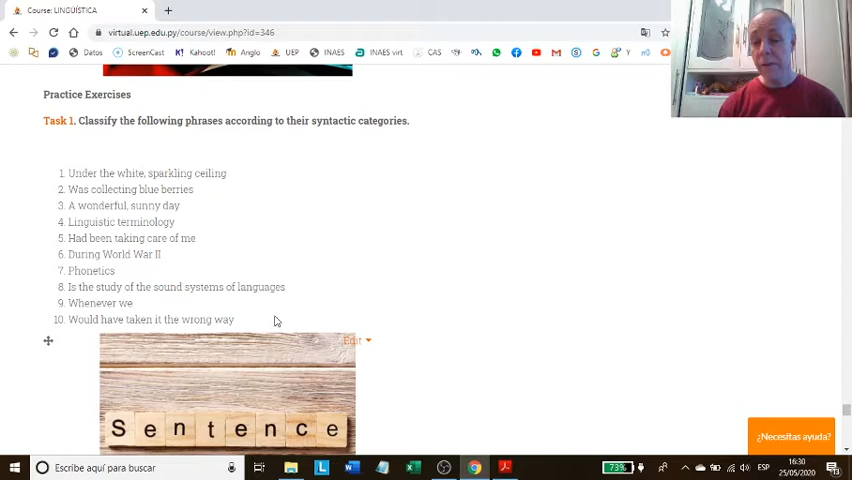 Course: LINGÜÍSTICA
virtual.uep.edu.py/course/view.php?id=346
Datos
ScreenCast
Kahoot!
Anglo
UEP
INAES
INAES virt.
CAS
Y
Practice Exercises
Task 1. Classify the following phrases according to their syntactic categories.
1. Under the white, sparkling ceiling
2. Was collecting blue berries
3. A wonderful, sunny day
4. Linguistic terminology
5. Had been taking care of me
6. During World War II
7. Phonetics
8. Is the study of the sound systems of languages
9. Whenever we
10. Would have taken it the wrong way
Edit
Sentence
¿Necesitas ayuda?
Escribe aquí para buscar
73%
ESP
16:30
25/05/2020